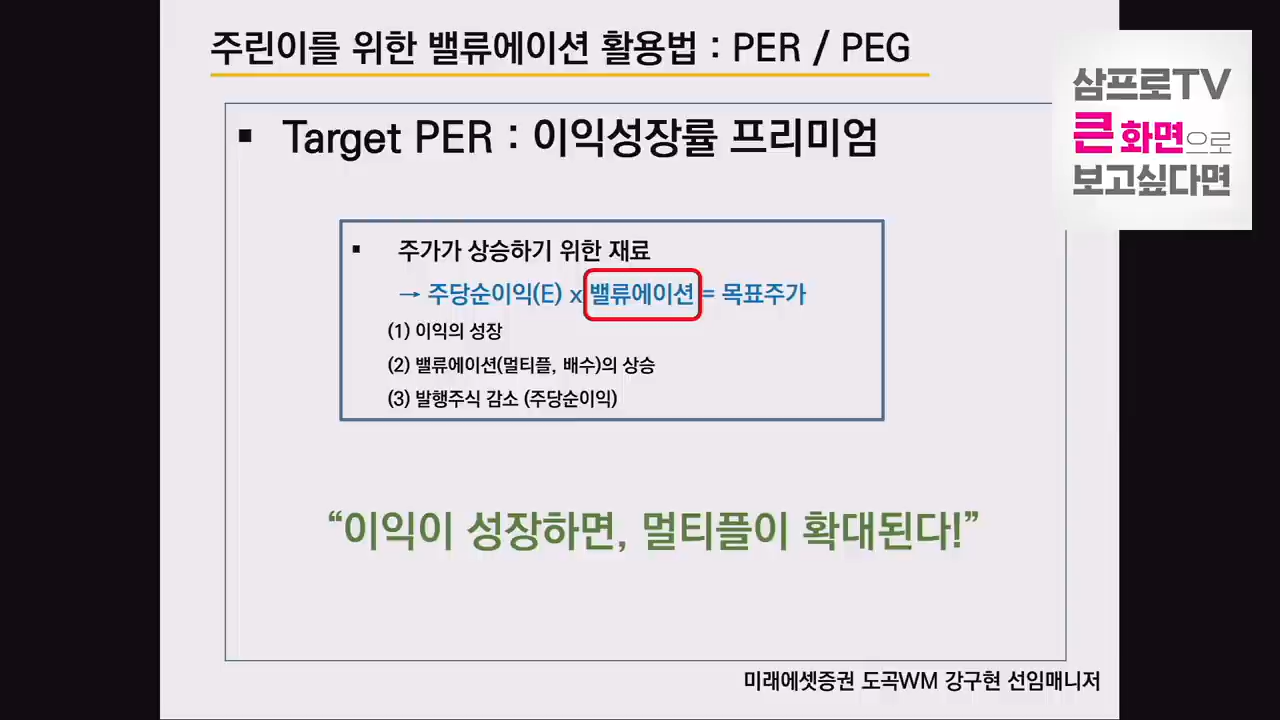 주린이를 위한 밸류에이션 활용법 : PER / PEG
삼프로TV
큰 화면으로
보고싶다면
▪ Target PER : 이익성장률 프리미엄
▪ 주가가 상승하기 위한 재료
→ 주당순이익(E) x 밸류에이션 = 목표주가
(1) 이익의 성장
(2) 밸류에이션(멀티플, 배수)의 상승
(3) 발행주식 감소 (주당순이익)
“이익이 성장하면, 멀티플이 확대된다!”
미래에셋증권 도곡WM 강구현 선임매니저